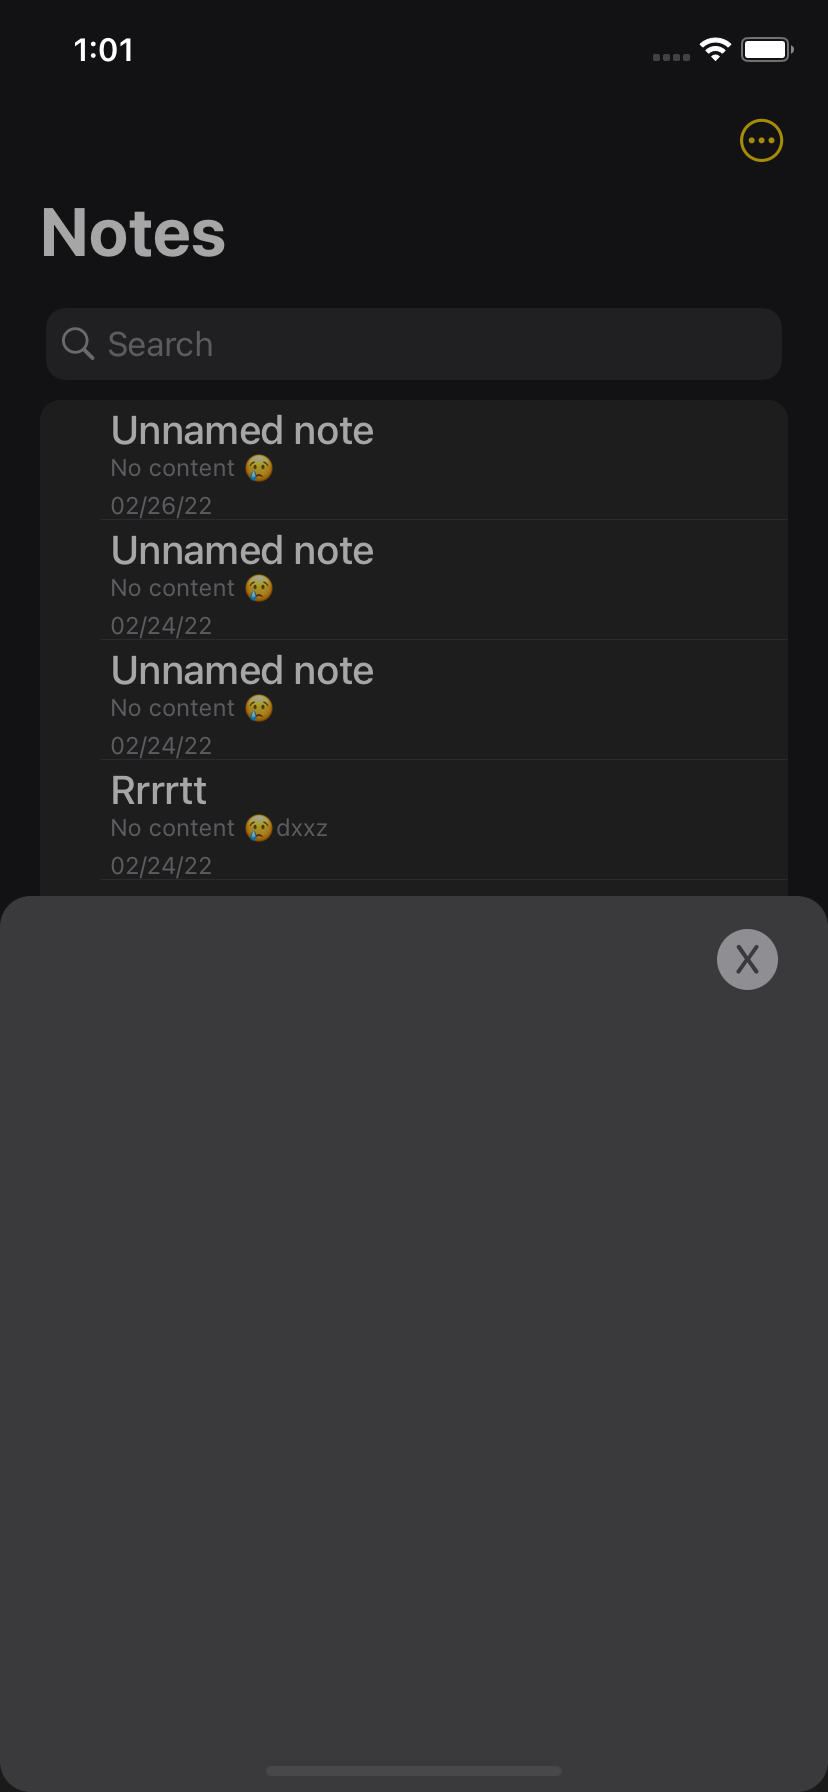 1:01
Notes
Search
Unnamed note
No content 😢
02/26/22
Unnamed note
No content 😢
02/24/22
Unnamed note
No content 😢
02/24/22
Rrrrtt
No content 😢dxxz
02/24/22
X